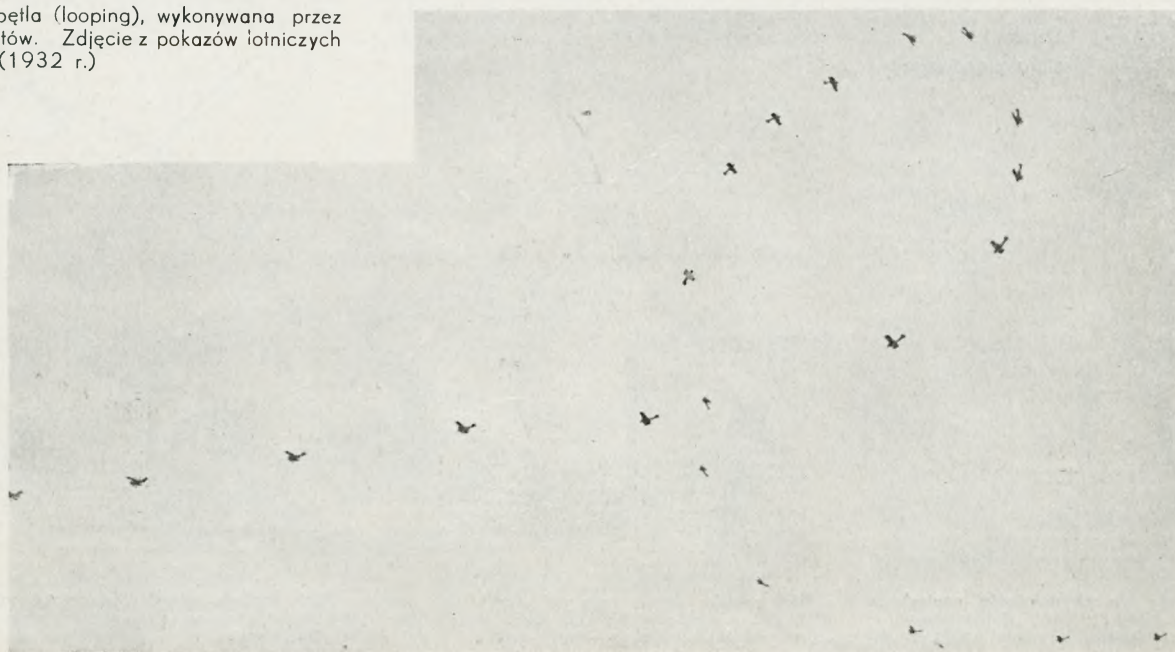 pętla (looping), wykonywana przez
tów. Zdjęcie z pokazów lotniczych
(1932 r.)